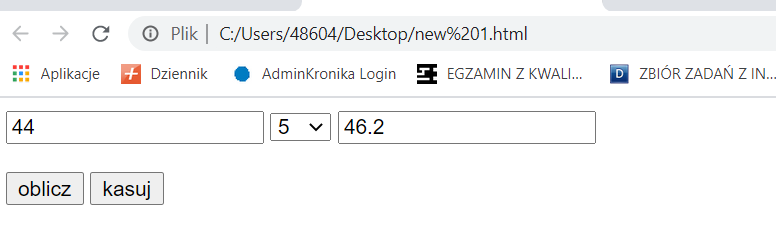 Plik C:/Users/48604/Desktop/new%201.html
Aplikacje Dziennik AdminKronika Login EGZAMIN Z KWALI... D ZBIÓR ZADAŃ Z IN...
44 5 46.2
oblicz kasuj